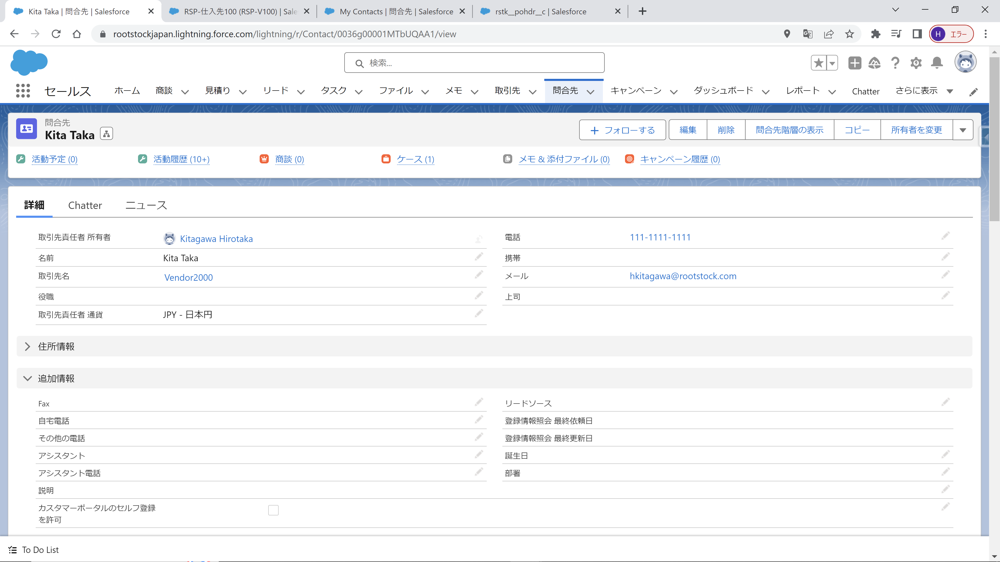 Kita Taka | 問合先 | Salesforce
RSP-仕入先100 (RSP-V100) | Sale
My Contacts | 問合先 | Salesforce
rstk__pohdr__c | Salesforce
rootstockjapan.lightning.force.com/lightning/r/Contact/0036g00001MTbUQAA1/view
H エラー
検索...
セールス ホーム 商談 見積り リード タスク ファイル メモ 取引先 問合先 キャンペーン ダッシュボード レポート Chatter さらに表示
問合先
Kita Taka
フォローする 編集 削除 問合先階層の表示 コピー 所有者を変更
活動予定 (0) 活動履歴 (10+) 商談 (0) ケース (1) メモ & 添付ファイル (0) キャンペーン履歴 (0)
詳細 Chatter ニュース
取引先責任者 所有者 Kitagawa Hirotaka 電話 111-1111-1111
名前 Kita Taka 携帯
取引先名 Vendor2000 メール hkitagawa@rootstock.com
役職 上司
取引先責任者 通貨 JPY - 日本円
住所情報
追加情報
Fax リードソース
自宅電話 登録情報照会 最終依頼日
その他の電話 登録情報照会 最終更新日
アシスタント 誕生日
アシスタント電話 部署
説明
カスタマーポータルのセルフ登録
を許可
To Do List